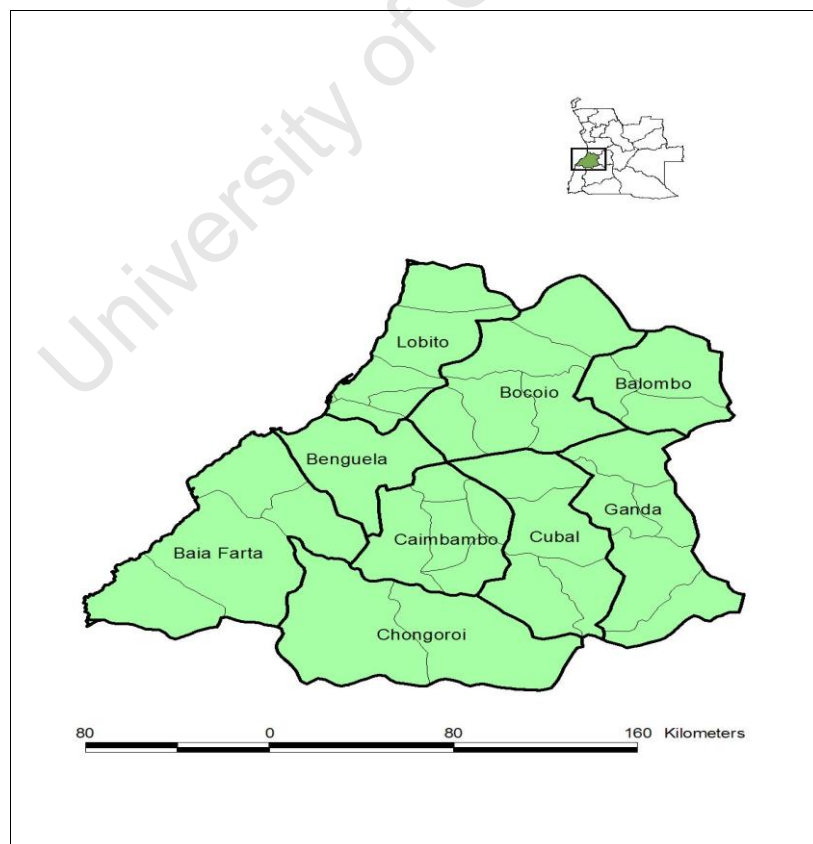 University of C
Lobito
Bocoio
Balombo
Benguela
Ganda
Caimbambo
Cubal
Baia Farta
Chongoroi
80 0 80 160 Kilometers